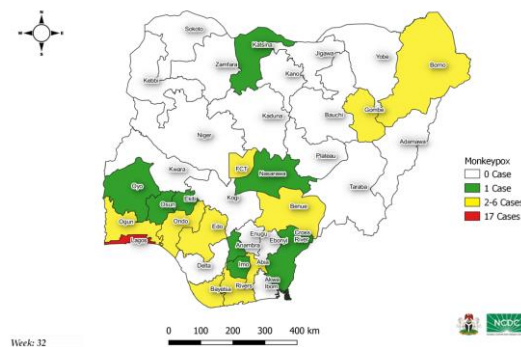 Sokoto
Katsina
Jigawa
Yobe
Borno
Zamfara
Kano
Kebbi
Gombe
Kaduna
Bauchi
Adamawa
Niger
Plateau
FCT
Kwara
Nasarawa
Taraba
Oyo
Kogi
Osun
Ekiti
Benue
Ogun
Ondo
Edo
Enugu
Lagos
Anambra
Ebonyi
Cross
River
Delta
Imo
Abia
Bayelsa
Rivers
Akwa
Ibom
Monkeypox
0 Case
1 Case
2-6 Cases
17 Cases
Week: 32
0 100 200 300 400 km
NCDC